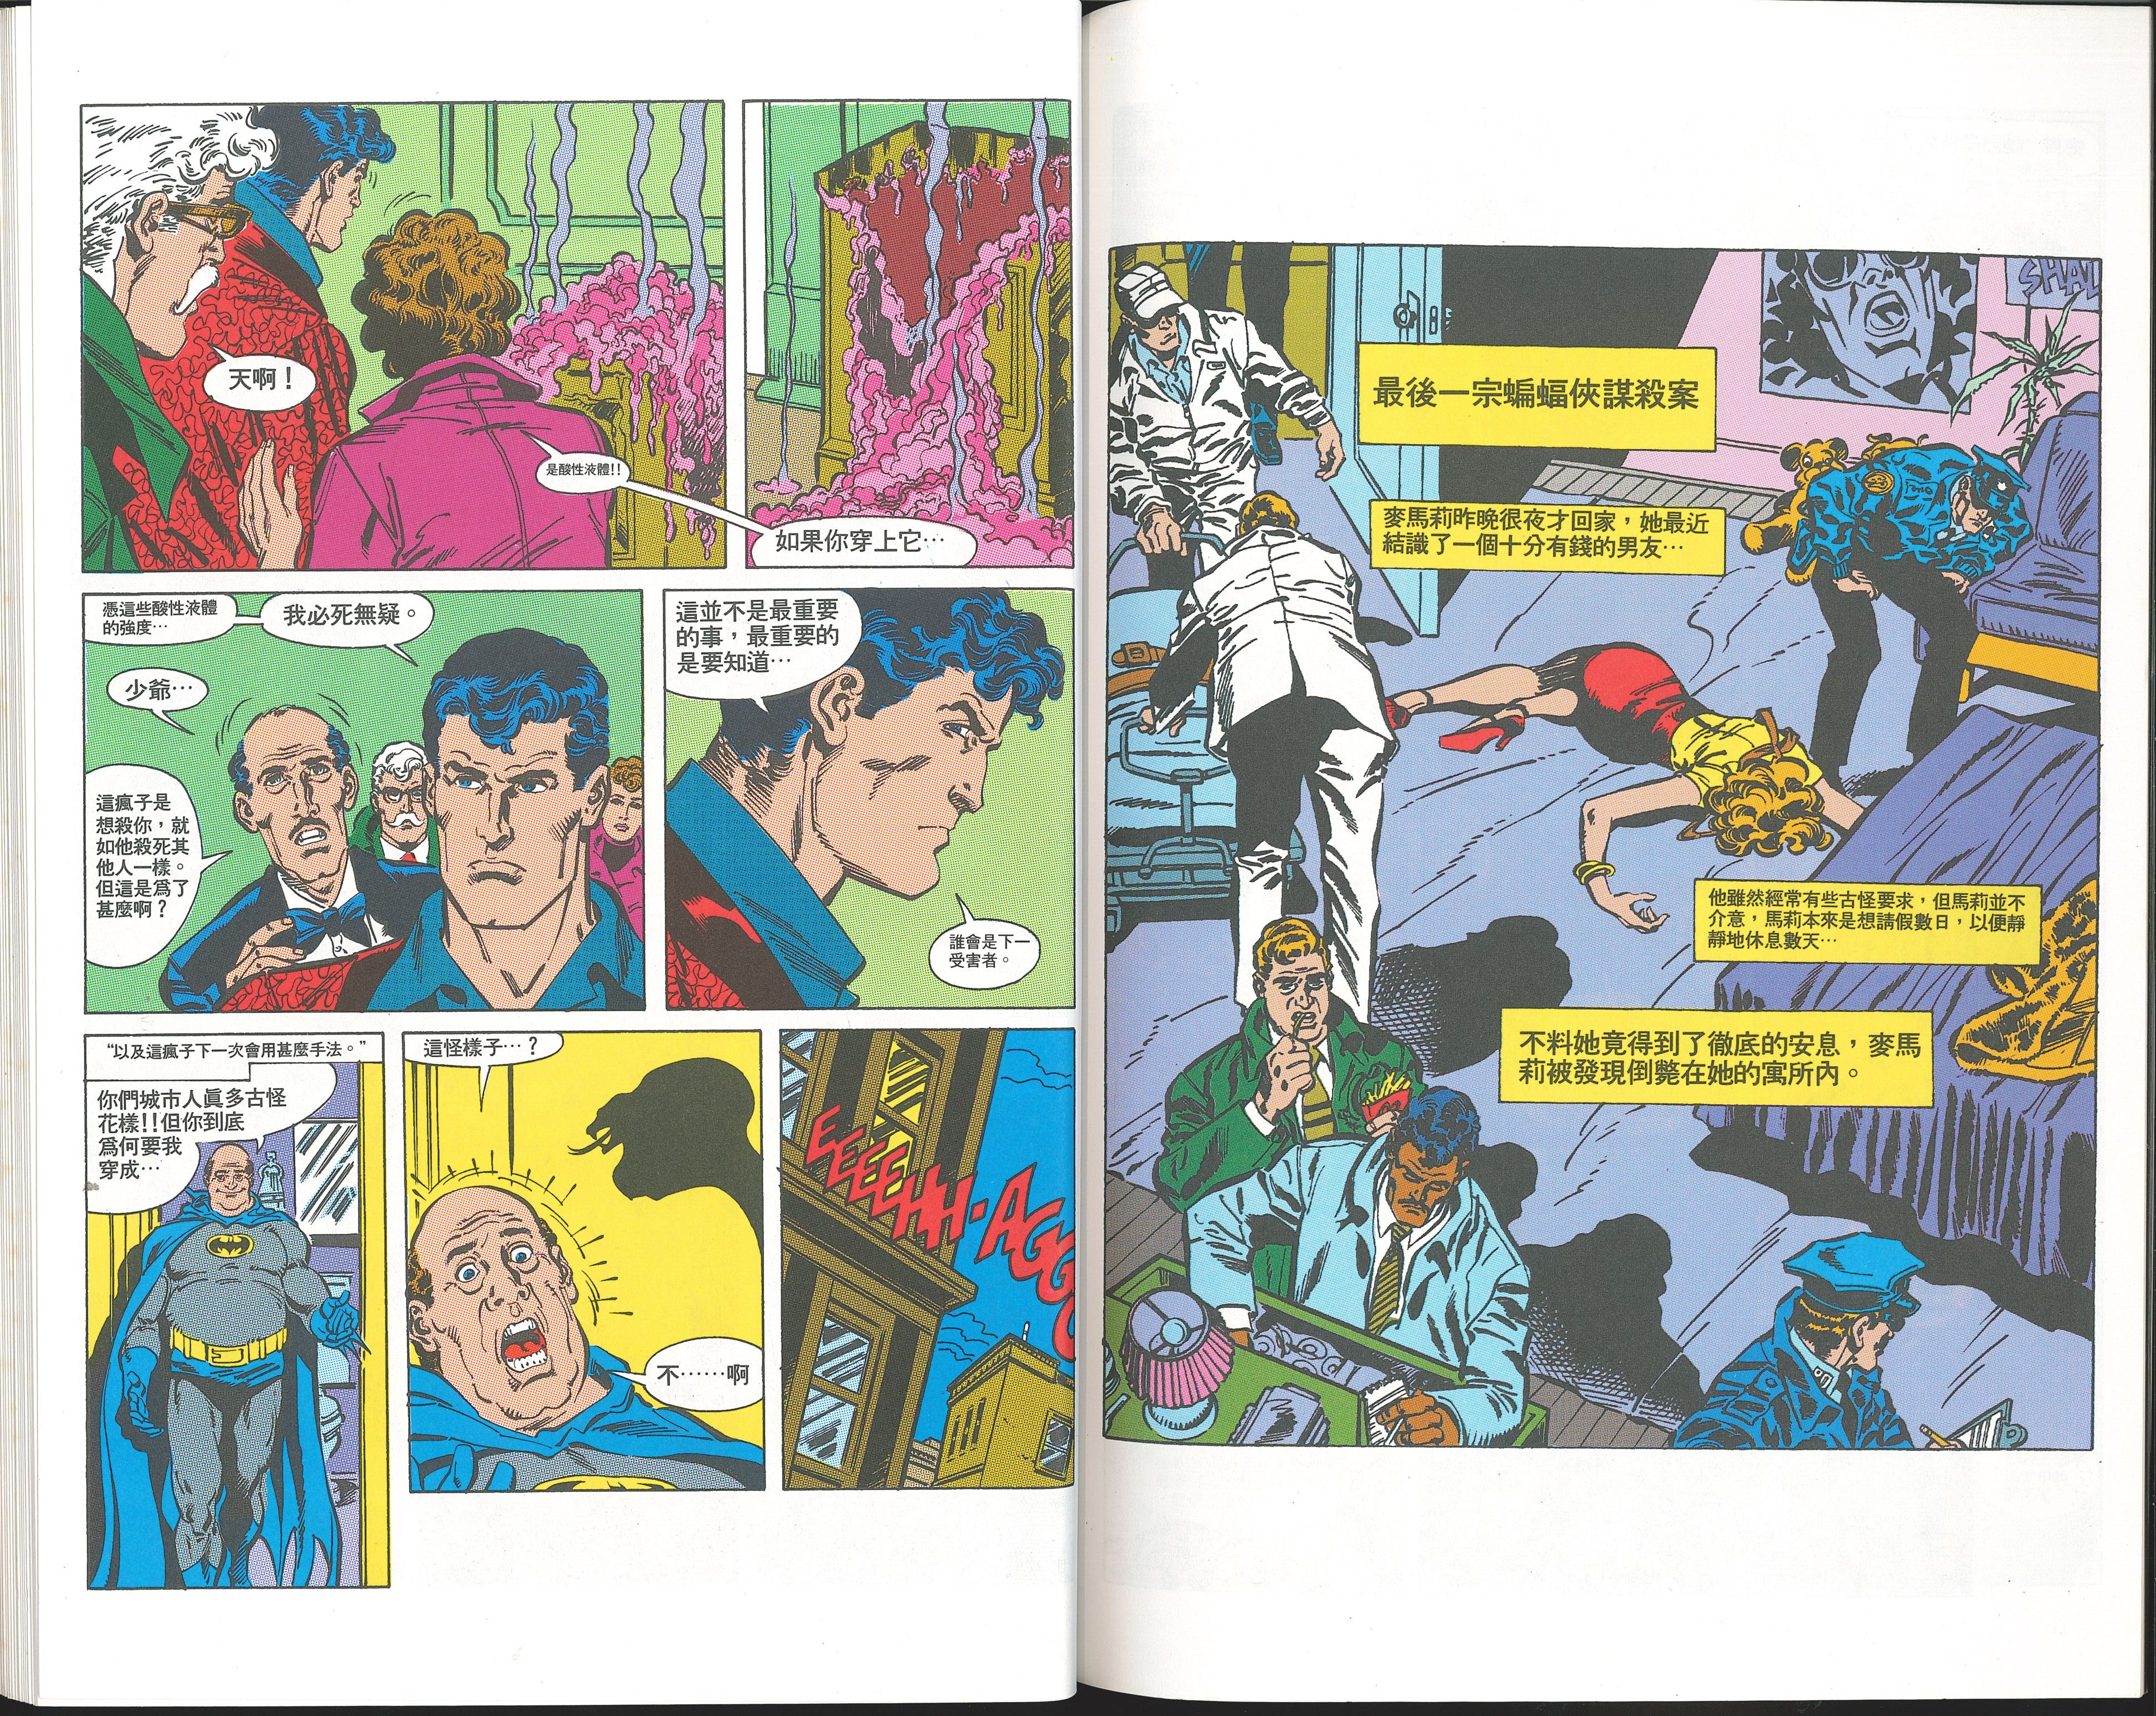 天啊！
是酸性液體!!
如果你穿上它…
憑這些酸性液體
的強度…
我必死無疑。
少爺…
這瘋子是
想殺你，就
如他殺死其
他人一樣。
但這是爲了
甚麼啊？
這並不是最重要
的事，最重要的
是要知道…
誰會是下一
受害者。
“以及這瘋子下一次會用甚麼手法。”
你們城市人眞多古怪
花樣!!但你到底
爲何要我
穿成…
這怪樣子…？
不……啊
EEEEHH-AGG
SHAL
最後一宗蝙蝠俠謀殺案
麥馬莉昨晚很夜才回家，她最近
結識了一個十分有錢的男友…
他雖然經常有些古怪要求，但馬莉並不
介意，馬莉本來是想請假數日，以便靜
靜地休息數天…
不料她竟得到了徹底的安息，麥馬
莉被發現倒斃在她的寓所內。